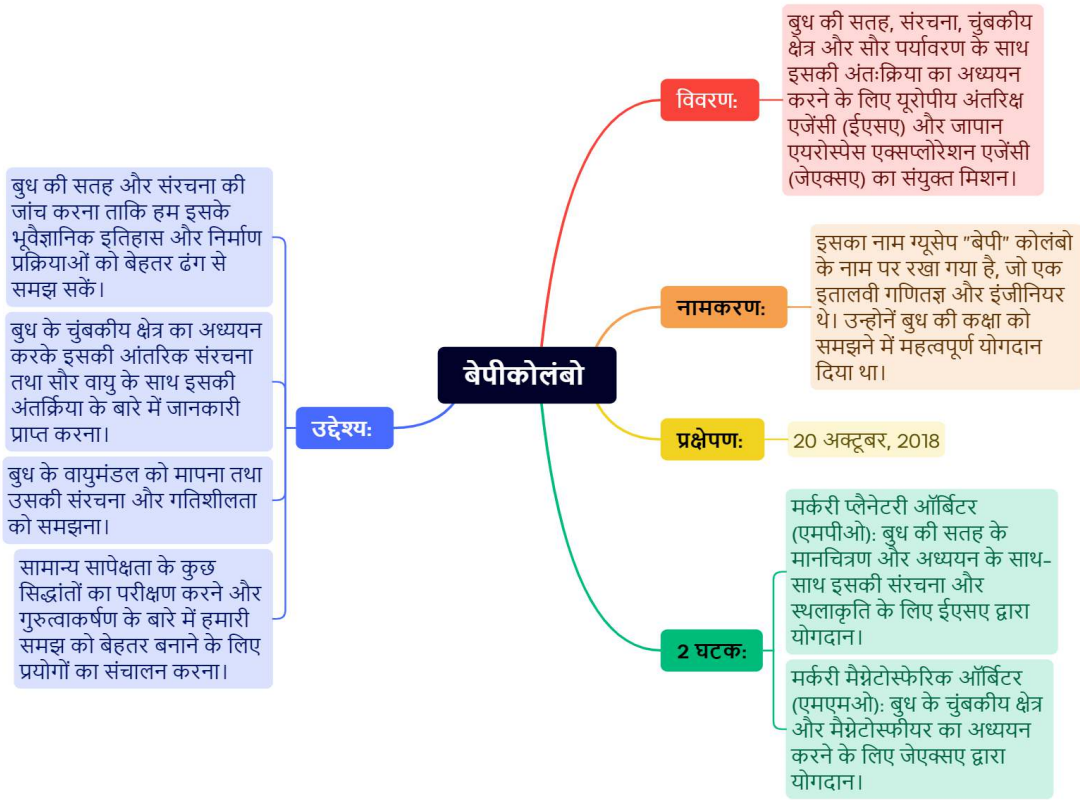 बेपीकोलंबो
विवरण:
बुध की सतह, संरचना, चुंबकीय
क्षेत्र और सौर पर्यावरण के साथ
इसकी अंतःक्रिया का अध्ययन
करने के लिए यूरोपीय अंतरिक्ष
एजेंसी (ईएसए) और जापान
एयरोस्पेस एक्सप्लोरेशन एजेंसी
(जेएक्सए) का संयुक्त मिशन।
नामकरण:
इसका नाम ग्यूसेप "बेपी" कोलंबो
के नाम पर रखा गया है, जो एक
इतालवी गणितज्ञ और इंजीनियर
थे। उन्होनें बुध की कक्षा को
समझने में महत्वपूर्ण योगदान
दिया था।
प्रक्षेपण:
20 अक्टूबर, 2018
2 घटक:
मर्करी प्लैनेटरी ऑर्बिटर
(एमपीओ): बुध की सतह के
मानचित्रण और अध्ययन के साथ-
साथ इसकी संरचना और
स्थलाकृति के लिए ईएसए द्वारा
योगदान।
मर्करी मैग्नेटोस्फेरिक ऑर्बिटर
(एमएमओ): बुध के चुंबकीय क्षेत्र
और मैग्नेटोस्फीयर का अध्ययन
करने के लिए जेएक्सए द्वारा
योगदान।
उद्देश्य:
बुध की सतह और संरचना की
जांच करना ताकि हम इसके
भूवैज्ञानिक इतिहास और निर्माण
प्रक्रियाओं को बेहतर ढंग से
समझ सकें।
बुध के चुंबकीय क्षेत्र का अध्ययन
करके इसकी आंतरिक संरचना
तथा सौर वायु के साथ इसकी
अंतर्क्रिया के बारे में जानकारी
प्राप्त करना।
बुध के वायुमंडल को मापना तथा
उसकी संरचना और गतिशीलता
को समझना।
सामान्य सापेक्षता के कुछ
सिद्धांतों का परीक्षण करने और
गुरुत्वाकर्षण के बारे में हमारी
समझ को बेहतर बनाने के लिए
प्रयोगों का संचालन करना।